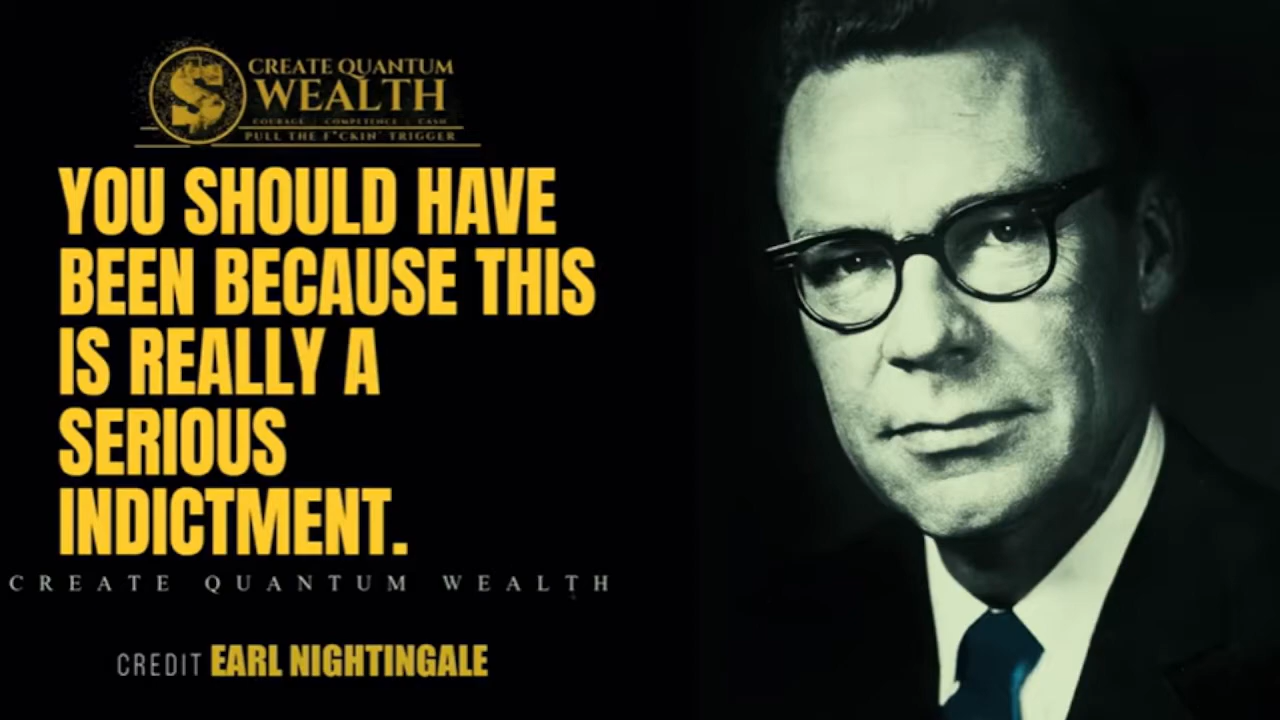 CREATE QUANTUM
WEALTH
COURAGE COMPETENCE CASH
PULL THE F*CKIN' TRIGGER
YOU SHOULD HAVE
BEEN BECAUSE THIS
IS REALLY A
SERIOUS
INDICTMENT.
CREATE QUANTUM WEALTH
CREDIT EARL NIGHTINGALE